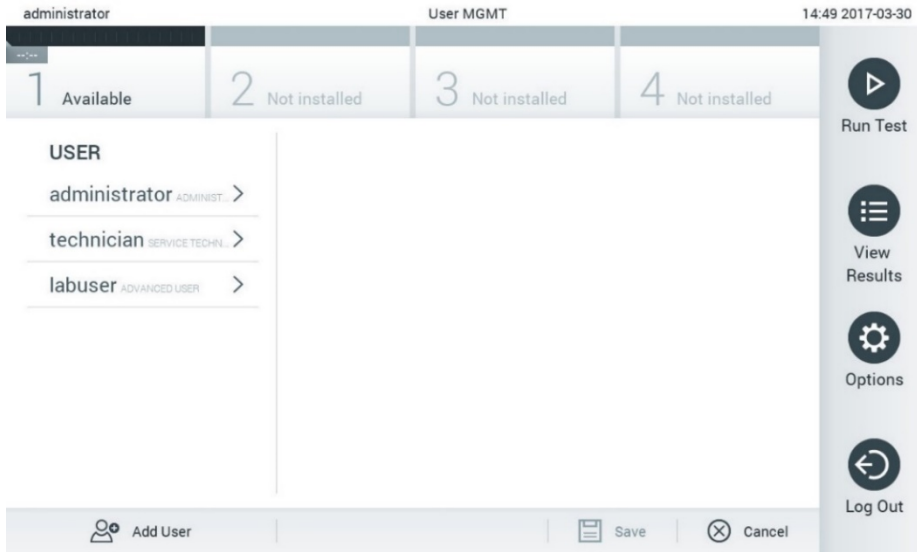 administrator User MGMT 14:49 2017-03-30
--:--
1 Available 2 Not installed 3 Not installed 4 Not installed
Run Test
USER
administrator ADMINIST...
technician SERVICE TECHN...
labuser ADVANCED USER
View
Results
Options
Log Out
Add User Save Cancel